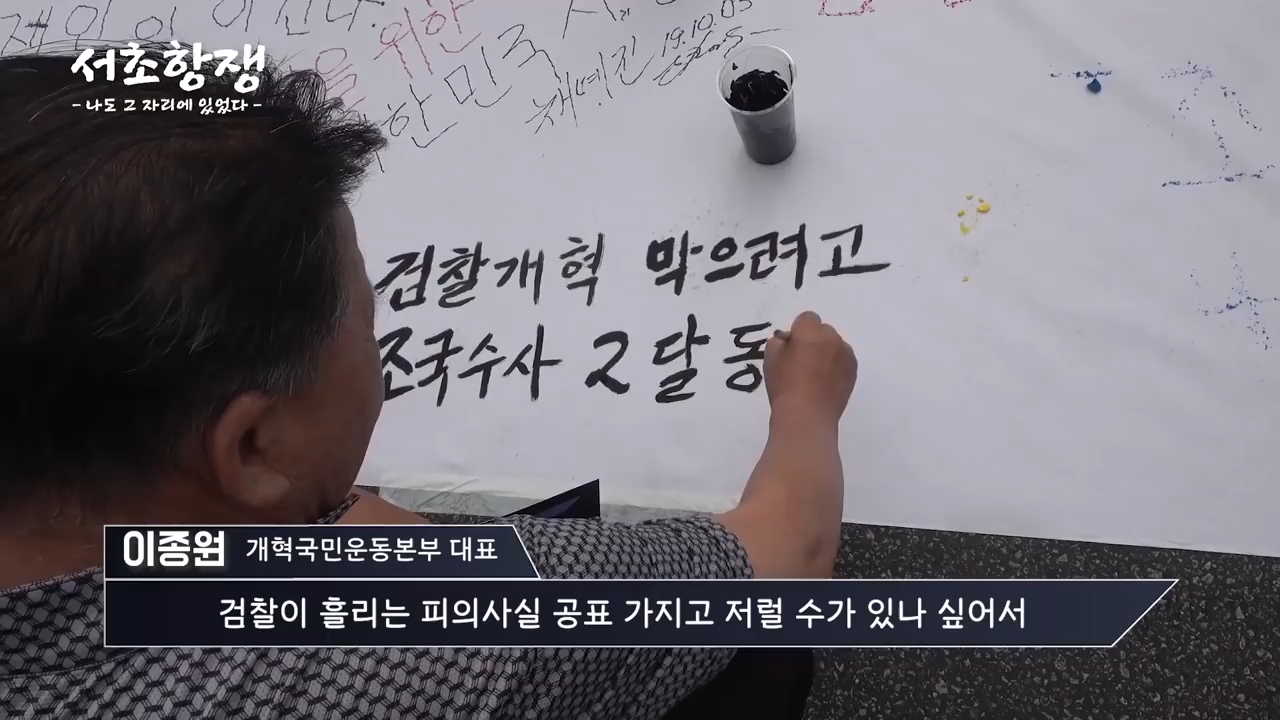 서초항쟁
- 나도 그 자리에 있었다 -
위한
한민국
채예진 19.10.05
검찰개혁 막으려고
조국수사 2달 동
이종원 개혁국민운동본부 대표
검찰이 흘리는 피의사실 공표 가지고 저럴 수가 있나 싶어서